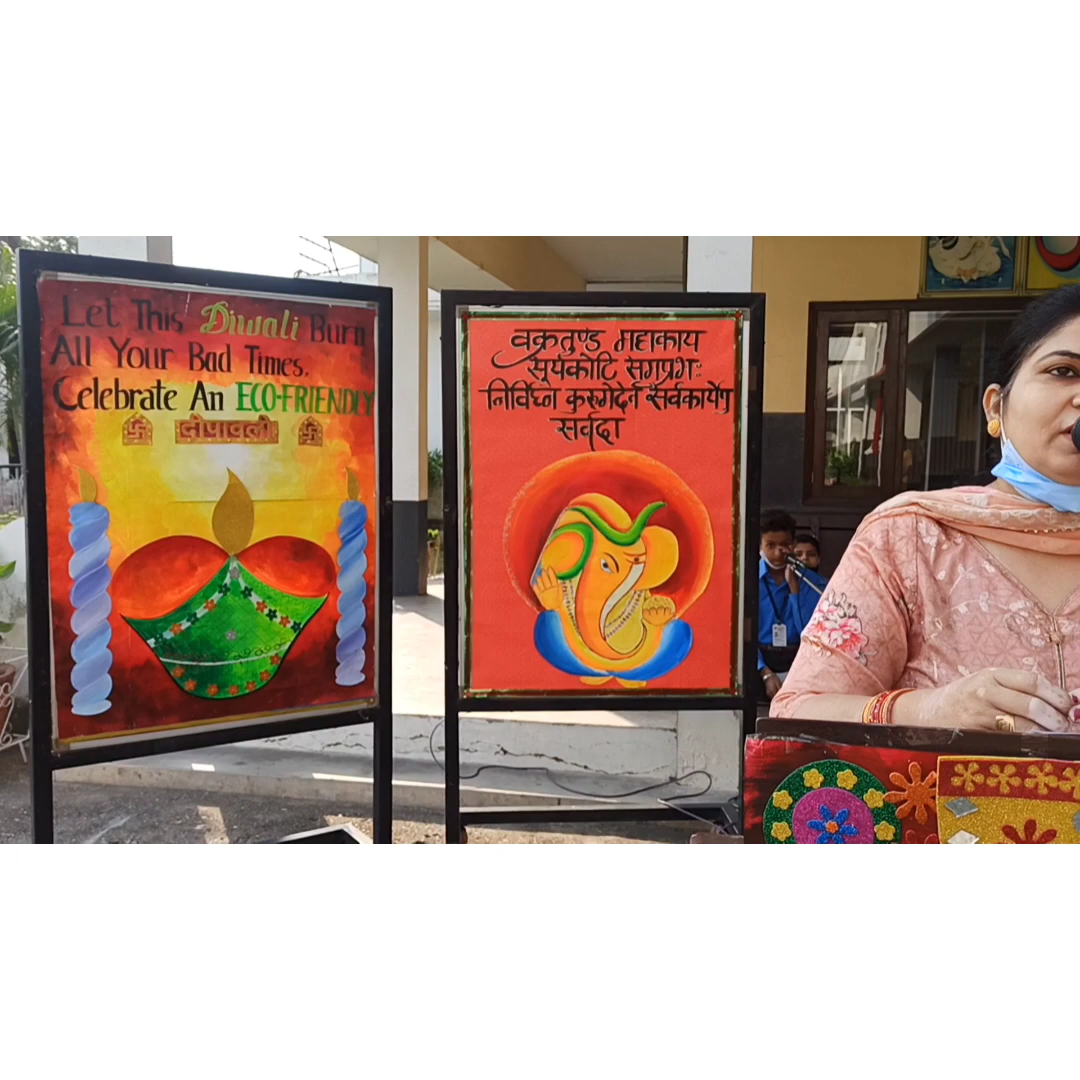 Let This Diwali Burn
All Your Bad Times.
Celebrate An ECO-FRIENDLY
दीपावली
वक्रतुण्ड महाकाय
सूर्यकोटि समप्रभः
निर्विघ्न कुरुमेदेर्न सर्वकार्येषु
सर्वदा